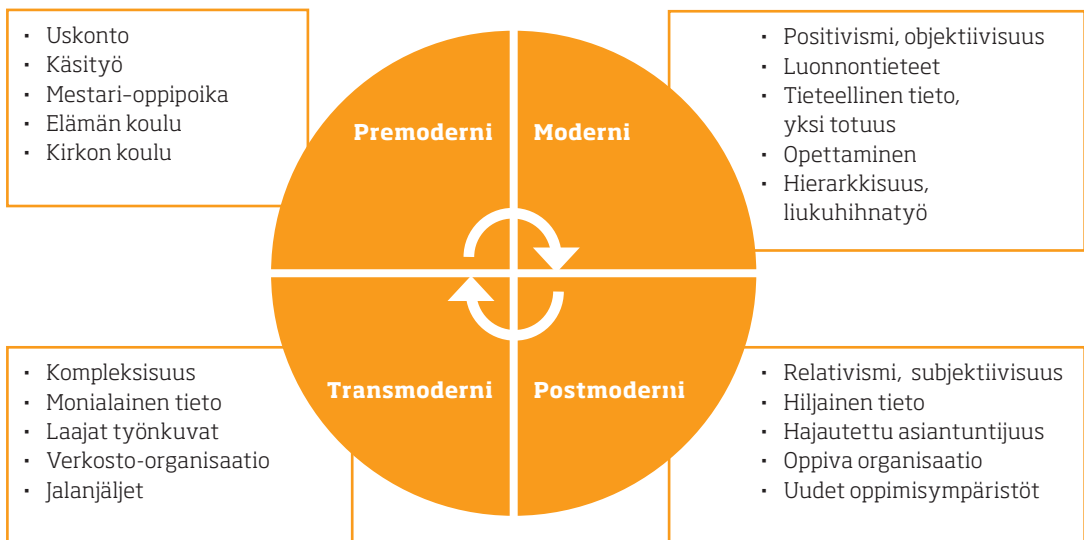 · Uskonto
· Käsityö
· Mestari–oppipoika
· Elämän koulu
· Kirkon koulu
Premoderni
Moderni
· Positivismi, objektiivisuus
· Luonnontieteet
· Tieteellinen tieto,
yksi totuus
· Opettaminen
· Hierarkkisuus,
liukuhihnatyö
· Kompleksisuus
· Monialainen tieto
· Laajat työnkuvat
· Verkosto-organisaatio
· Jalanjäljet
Transmoderni
Postmoderni
· Relativismi, subjektiivisuus
· Hiljainen tieto
· Hajautettu asiantuntijuus
· Oppiva organisaatio
· Uudet oppimisympäristöt